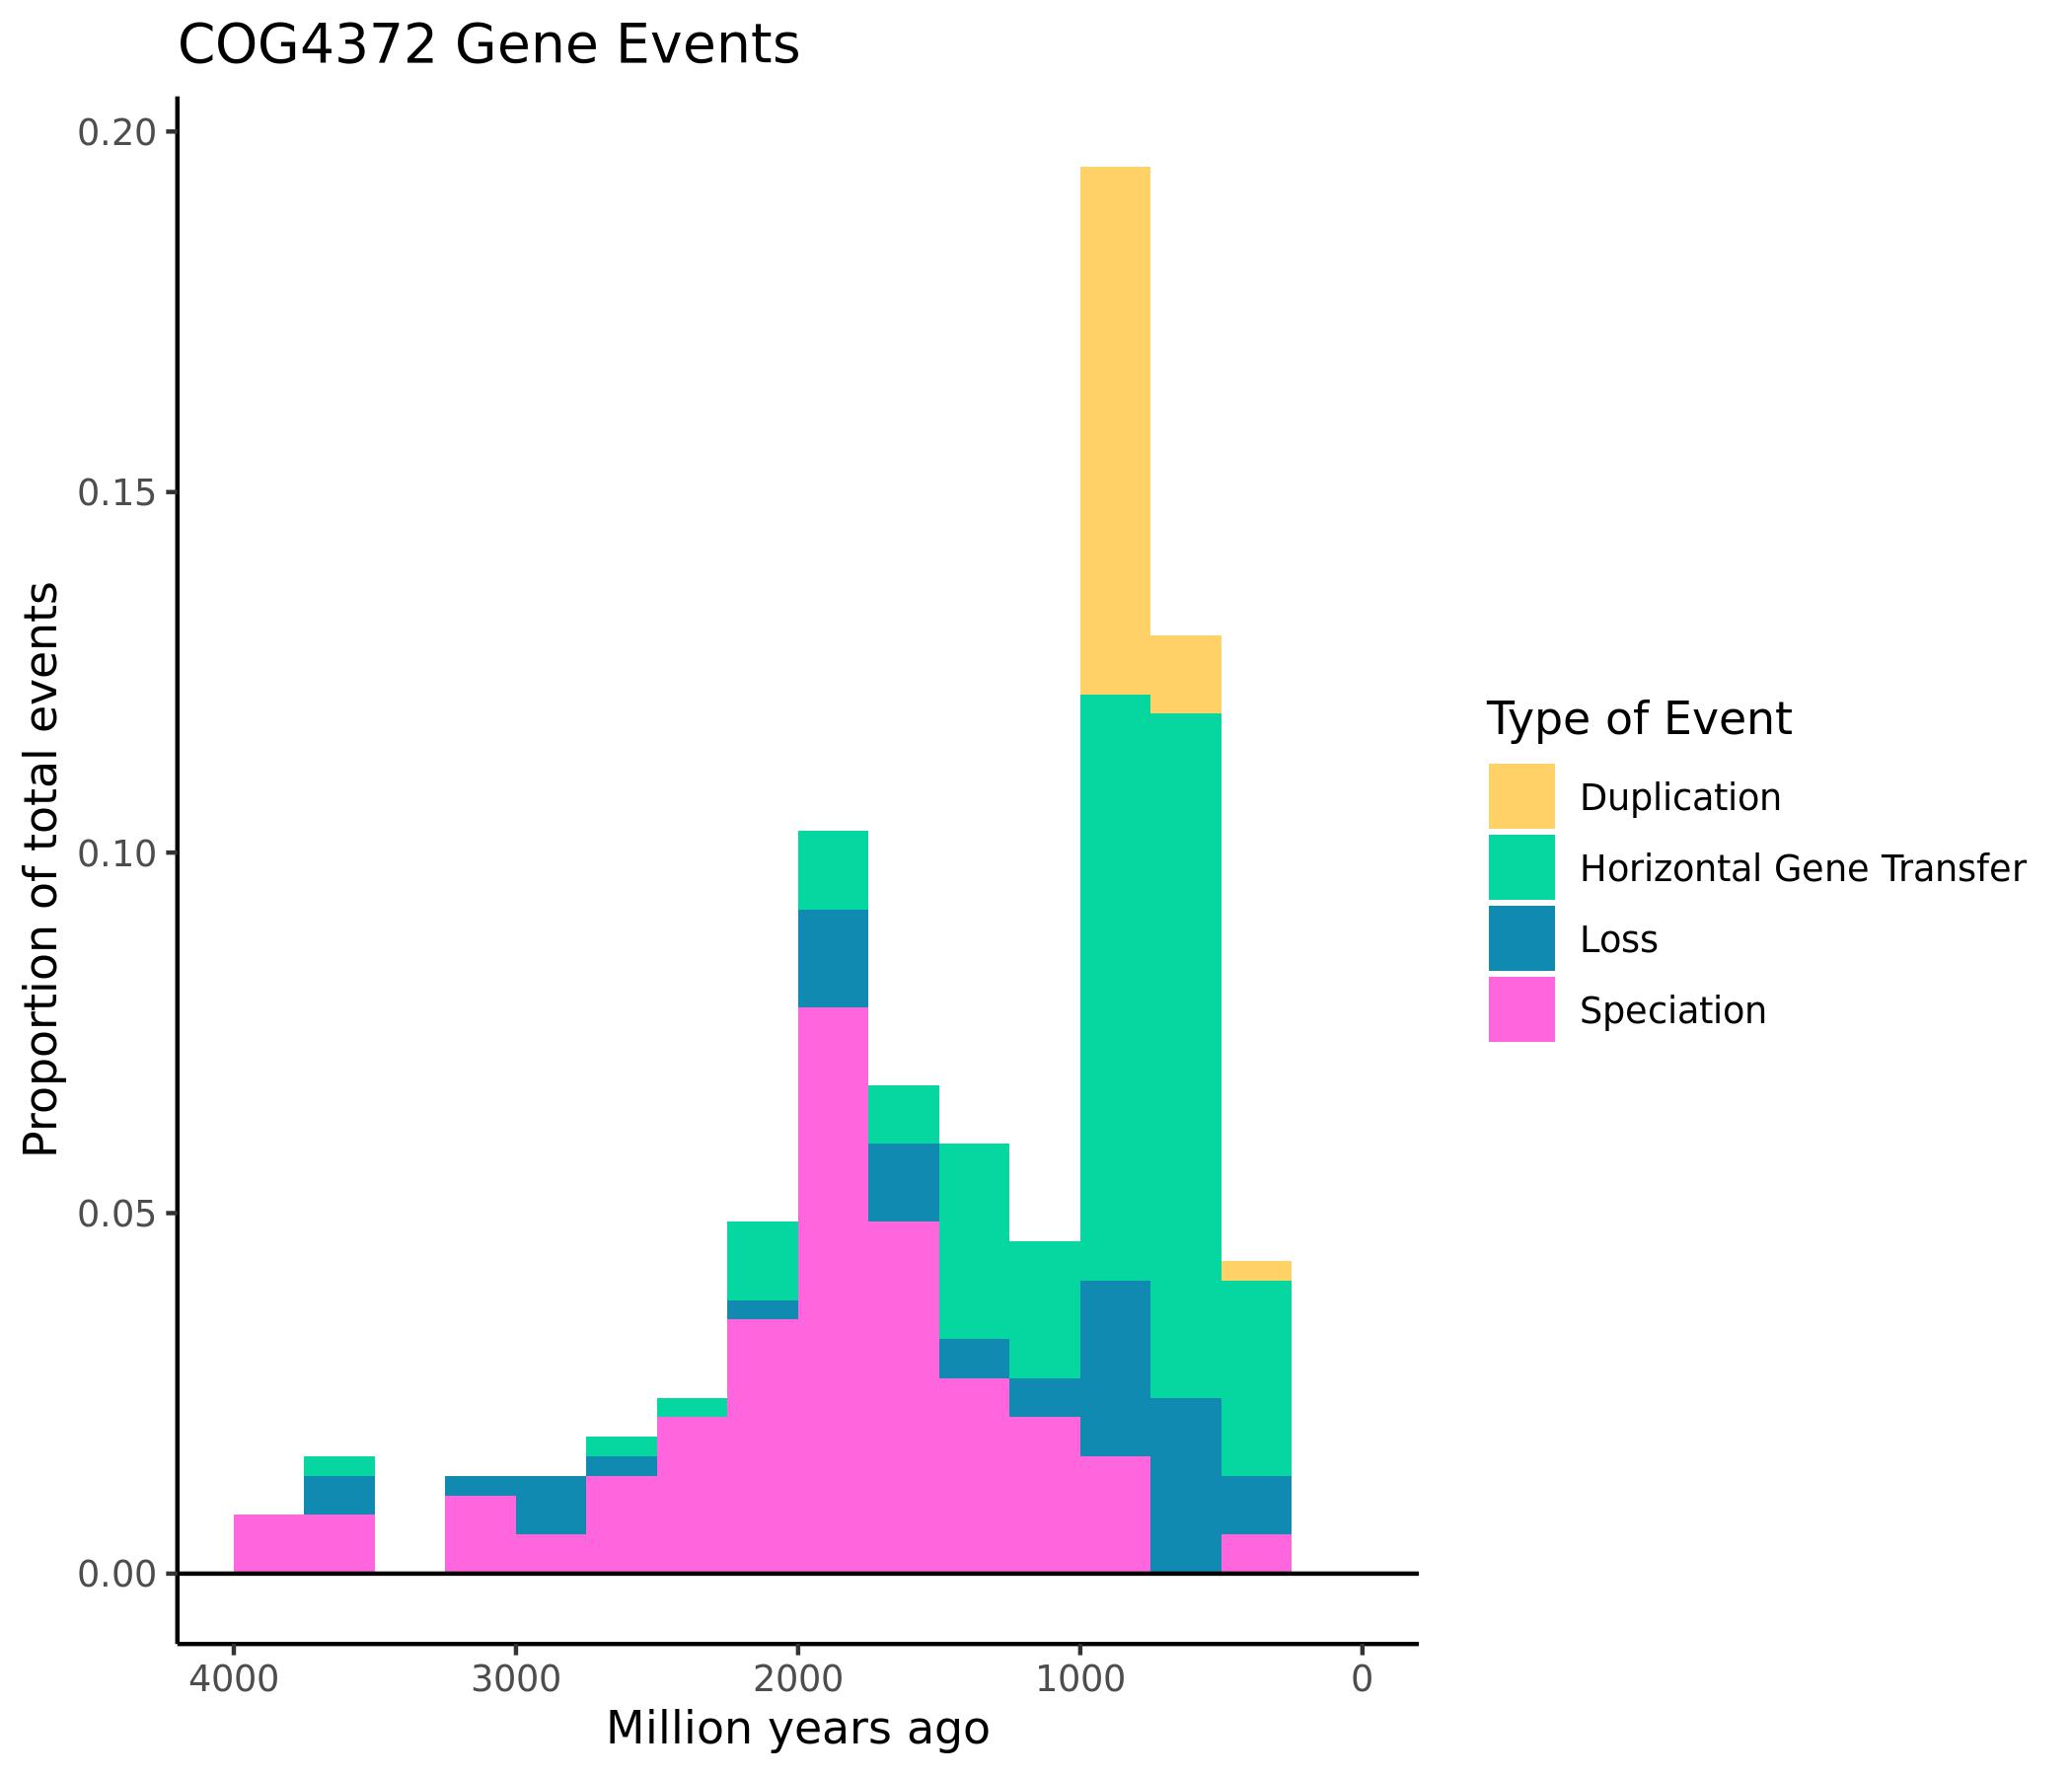 COG4372 Gene Events
Proportion of total events
0.20
0.15
0.10
0.05
0.00
4000 3000 2000 1000 0
Million years ago
Type of Event
Duplication
Horizontal Gene Transfer
Loss
Speciation